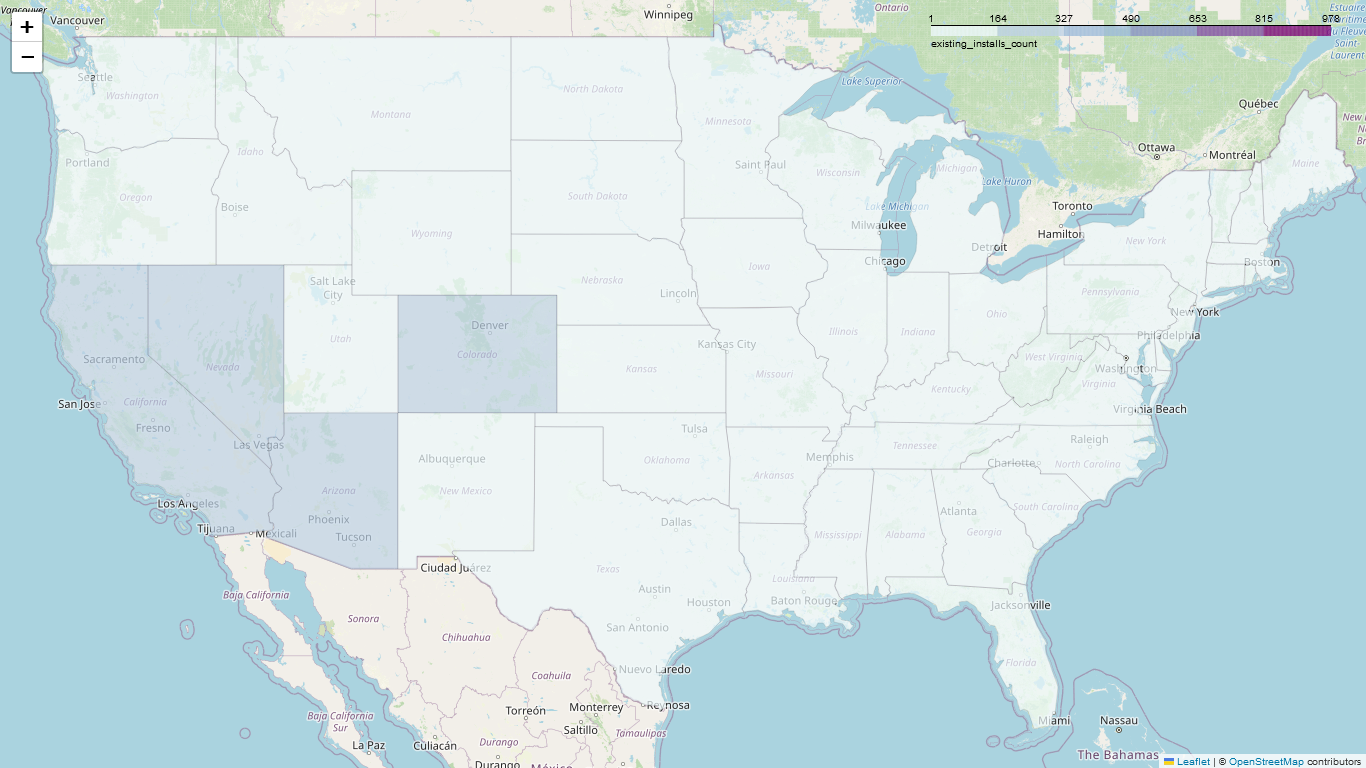 +
−
1 164 327 490 653 815 978
existing_installs_count
Vancouver
Vancouver
Winnipeg
Ontario
Seattle
Washington
Montana
North Dakota
Minnesota
Lake Superior
Québec
Ottawa
Montréal
Maine
Portland
Oregon
Idaho
Boise
Wyoming
South Dakota
Saint Paul
Wisconsin
Michigan
Lake Huron
Lake Michigan
Toronto
Hamilton
Milwaukee
Detroit
Chicago
New York
Boston
Salt Lake
City
Nebraska
Lincoln
Iowa
Illinois
Indiana
Ohio
Pennsylvania
New York
Philadelphia
Utah
Denver
Colorado
Kansas
Kansas City
Missouri
Kentucky
West Virginia
Washington
Virginia
Virginia Beach
Sacramento
Nevada
San Jose
California
Fresno
Las Vegas
Los Angeles
Arizona
Phoenix
Tucson
Albuquerque
New Mexico
Tulsa
Oklahoma
Arkansas
Memphis
Tennessee
Charlotte
Raleigh
North Carolina
South Carolina
Atlanta
Georgia
Alabama
Mississippi
Dallas
Texas
Louisiana
Baton Rouge
Austin
Houston
San Antonio
Jacksonville
Florida
Miami
Tijuana
Mexicali
Ciudad Juárez
Baja California
Sonora
Chihuahua
Coahuila
Nuevo Laredo
Reynosa
Monterrey
Torreón
Saltillo
Tamaulipas
Baja California
Sur
La Paz
Culiacán
Durango
Durango
México
Nassau
The Bahamas
Leaflet | © OpenStreetMap contributors